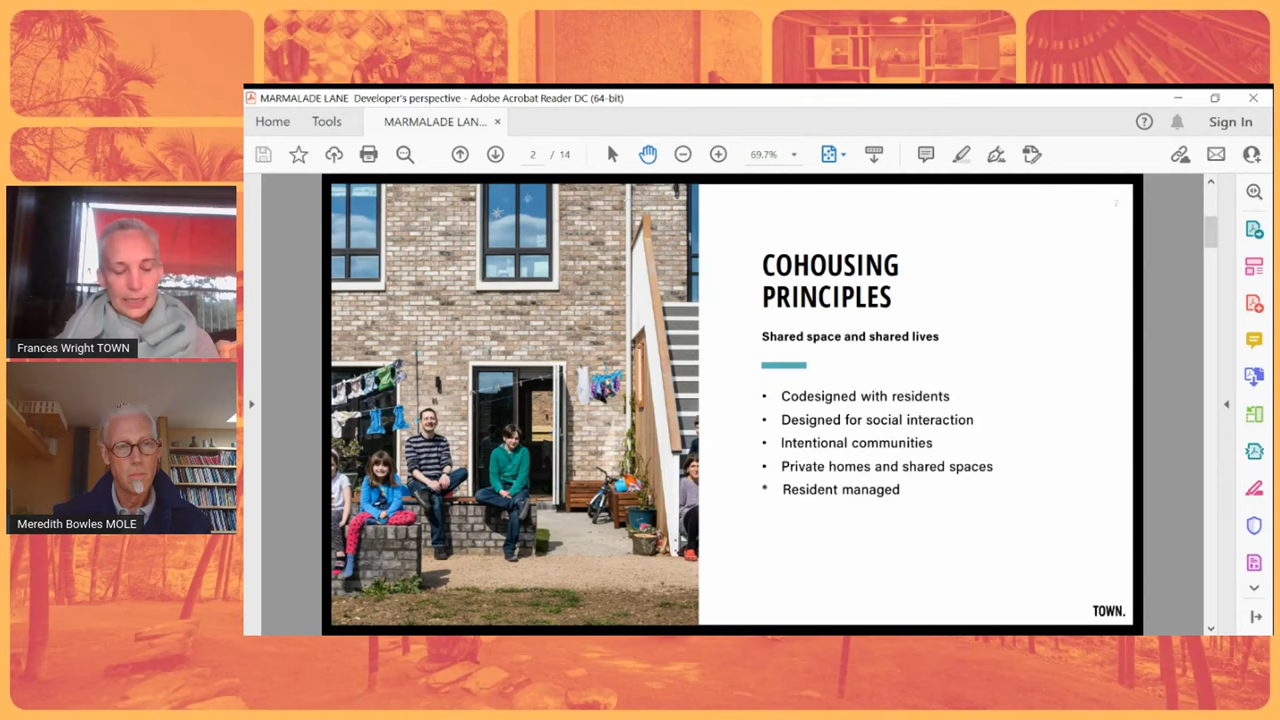 MARMALADE LANE Developer's perspective - Adobe Acrobat Reader DC (64-bit)
Home Tools MARMALADE LAN... × Sign In
2 / 14 69.7%
2
COHOUSING
PRINCIPLES
Shared space and shared lives
• Codesigned with residents
• Designed for social interaction
• Intentional communities
• Private homes and shared spaces
* Resident managed
TOWN.
Frances Wright TOWN
Meredith Bowles MOLE